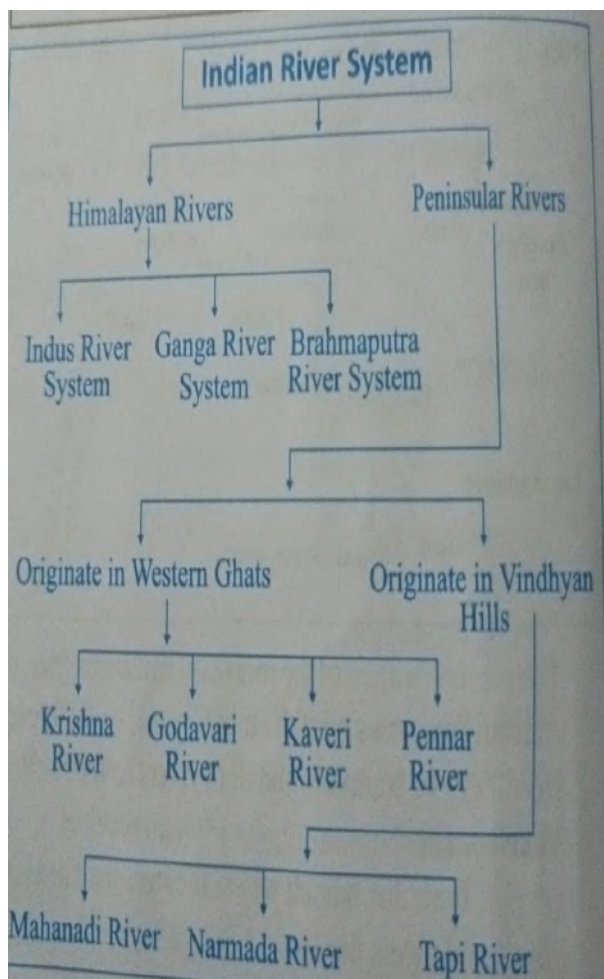 Indian River System
Himalayan Rivers
Peninsular Rivers
Indus River
System
Ganga River
System
Brahmaputra
River System
Originate in Western Ghats
Originate in Vindhyan
Hills
Krishna
River
Godavari
River
Kaveri
River
Pennar
River
Mahanadi River
Narmada River
Tapi River